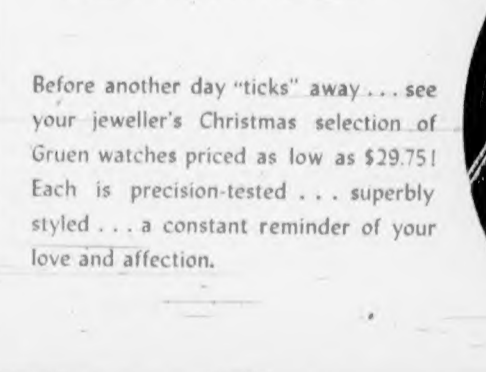 Before another day "ticks" away . . . see
your jeweller's Christmas selection of
Gruen watches priced as low as $29.75!
Each is precision-tested . . . superbly
styled . . . a constant reminder of your
love and affection.